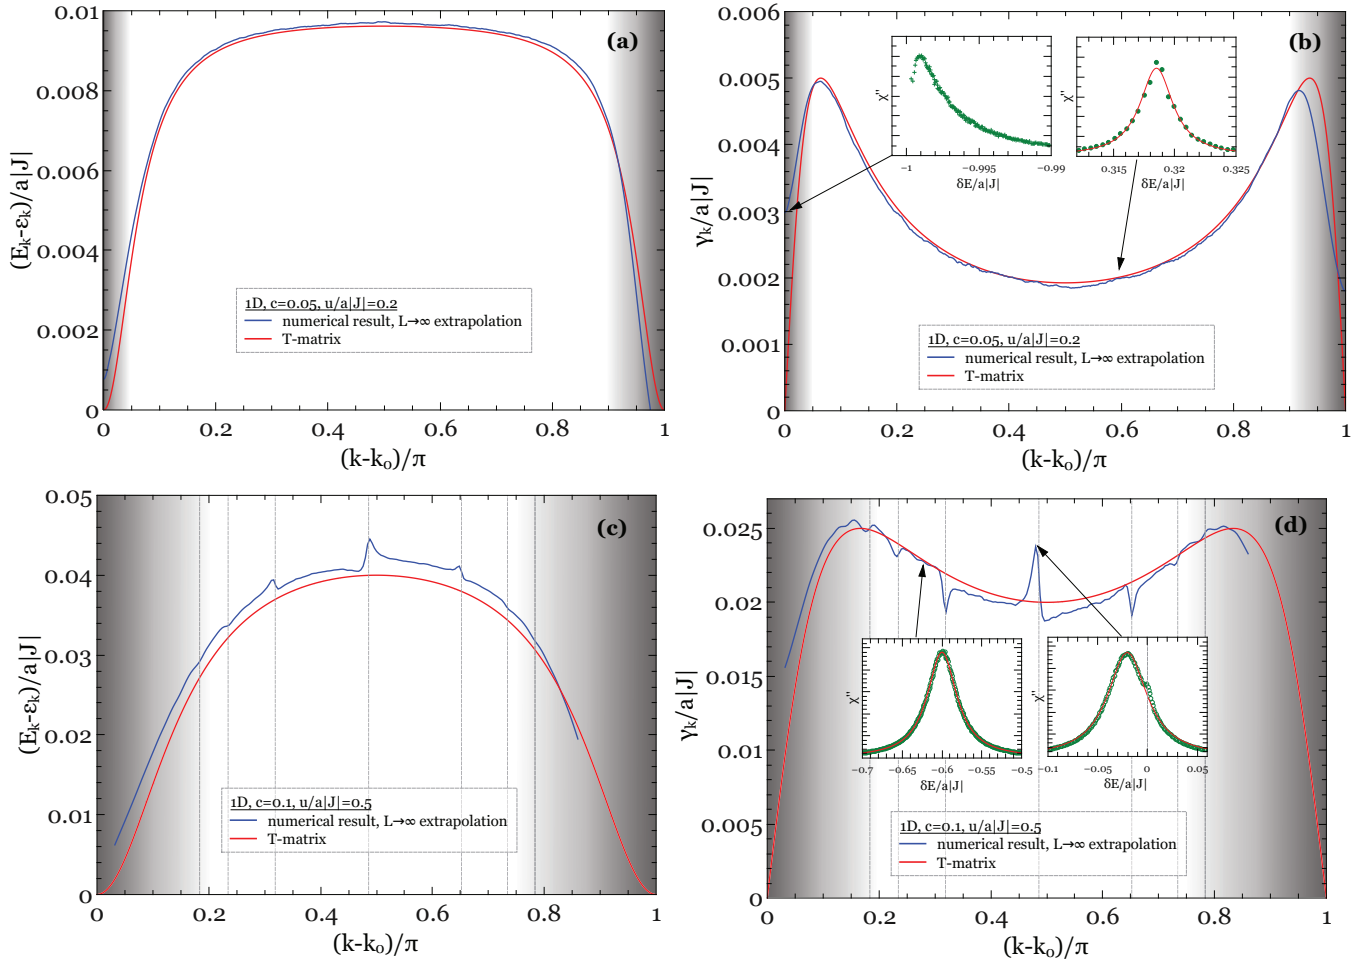 0.01
0.008
0.006
0.004
0.002
0
(E_k-ε_k)/a|J|
(a)
1D, c=0.05, u/a|J|=0.2
numerical result, L→∞ extrapolation
T-matrix
0 0.2 0.4 0.6 0.8 1
(k-k_0)/π
0.006
0.005
0.004
0.003
0.002
0.001
0
γ_k/a|J|
(b)
χ''
−1 −0.995 −0.99
δE/a|J|
χ''
0.315 0.32 0.325
δE/a|J|
1D, c=0.05, u/a|J|=0.2
numerical result, L→∞ extrapolation
T-matrix
0 0.2 0.4 0.6 0.8 1
(k-k_0)/π
0.05
0.04
0.03
0.02
0.01
0
(E_k-ε_k)/a|J|
(c)
1D, c=0.1, u/a|J|=0.5
numerical result, L→∞ extrapolation
T-matrix
0 0.2 0.4 0.6 0.8 1
(k-k_0)/π
0.025
0.02
0.015
0.01
0.005
0
γ_k/a|J|
(d)
χ''
−0.7 −0.65 −0.6 −0.55 −0.5
δE/a|J|
χ''
−0.1 −0.05 0 0.05
δE/a|J|
1D, c=0.1, u/a|J|=0.5
numerical result, L→∞ extrapolation
T-matrix
0 0.2 0.4 0.6 0.8 1
(k-k_0)/π